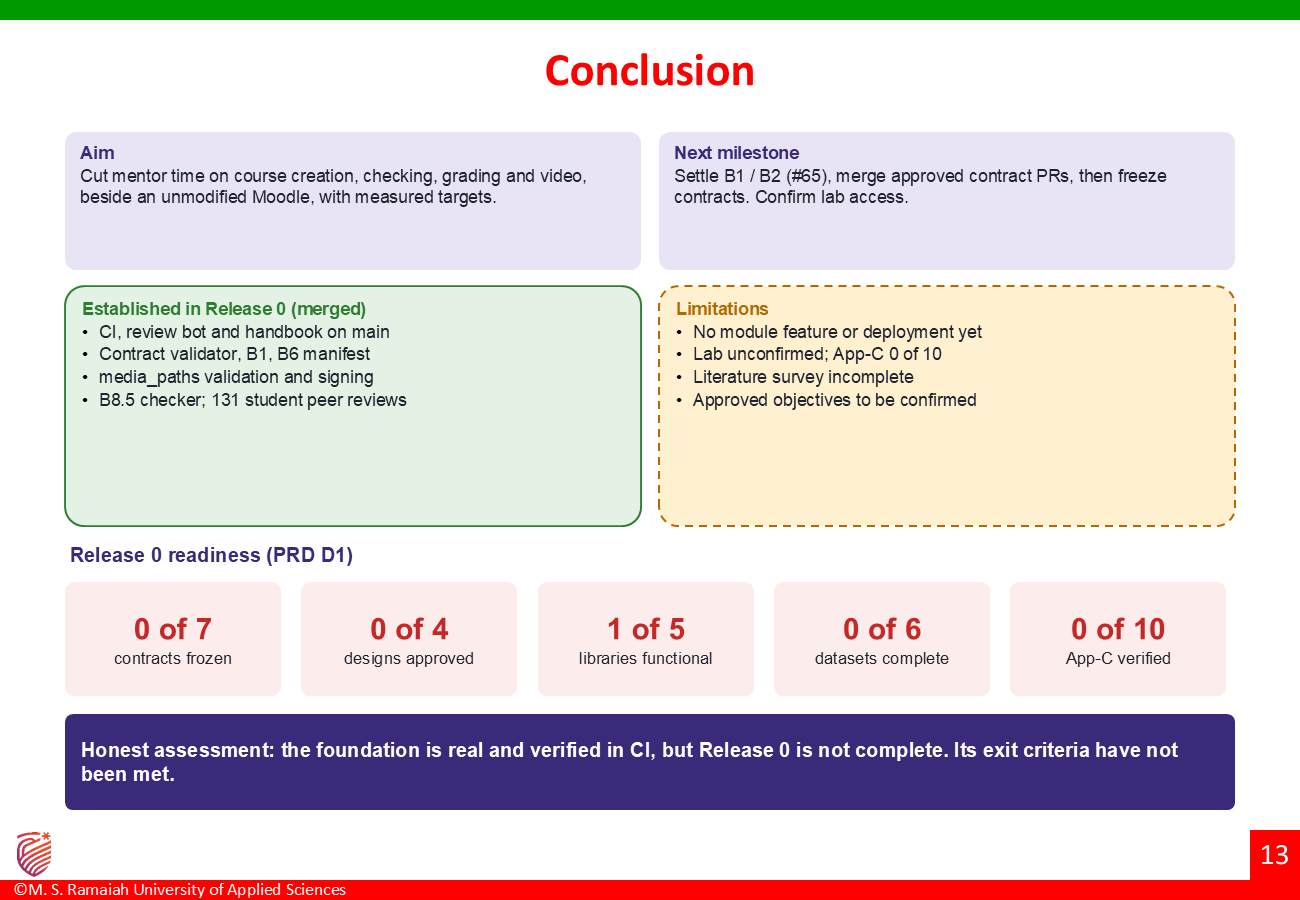 Conclusion
Aim
Cut mentor time on course creation, checking, grading and video,
beside an unmodified Moodle, with measured targets.
Next milestone
Settle B1 / B2 (#65), merge approved contract PRs, then freeze
contracts. Confirm lab access.
Established in Release 0 (merged)
• CI, review bot and handbook on main
• Contract validator, B1, B6 manifest
• media_paths validation and signing
• B8.5 checker; 131 student peer reviews
Limitations
• No module feature or deployment yet
• Lab unconfirmed; App-C 0 of 10
• Literature survey incomplete
• Approved objectives to be confirmed
Release 0 readiness (PRD D1)
0 of 7
contracts frozen
0 of 4
designs approved
1 of 5
libraries functional
0 of 6
datasets complete
0 of 10
App-C verified
Honest assessment: the foundation is real and verified in CI, but Release 0 is not complete. Its exit criteria have not
been met.
13
©M. S. Ramaiah University of Applied Sciences